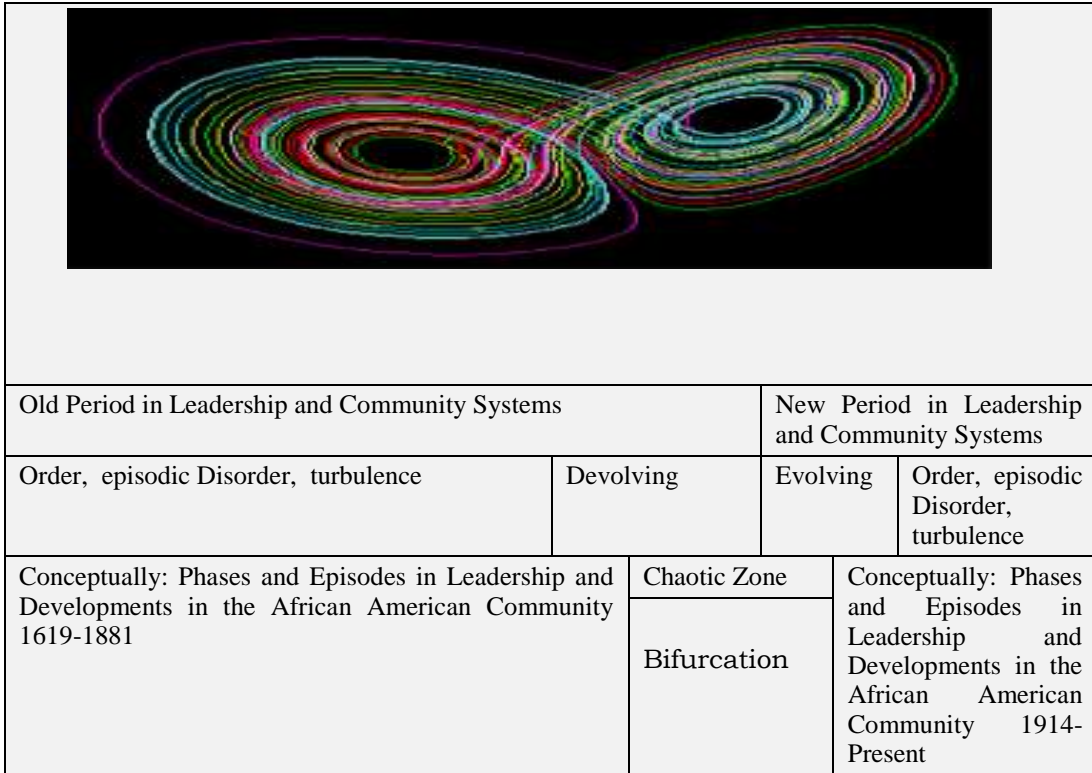 Old Period in Leadership and Community Systems
New Period in Leadership
and Community Systems
Order, episodic Disorder, turbulence
Devolving
Evolving
Order, episodic
Disorder,
turbulence
Conceptually: Phases and Episodes in Leadership and
Developments in the African American Community
1619-1881
Chaotic Zone
Bifurcation
Conceptually: Phases
and Episodes in
Leadership and
Developments in the
African American
Community 1914-
Present